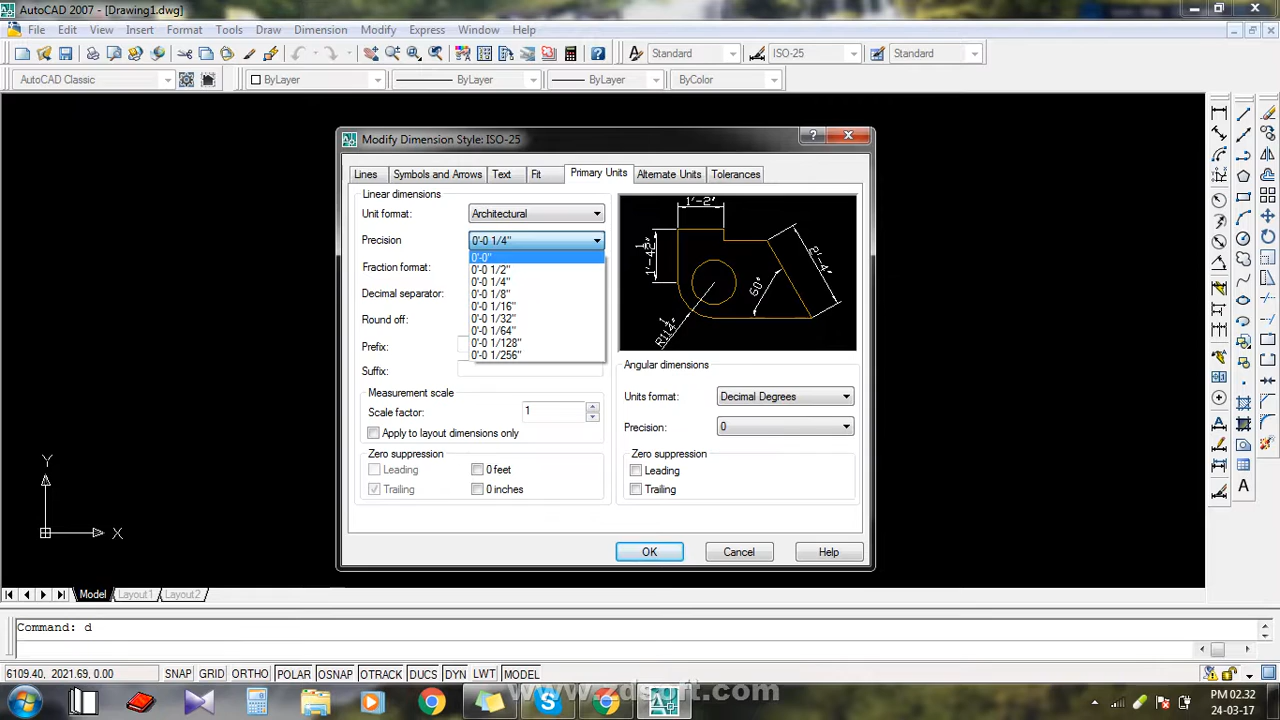 AutoCAD 2007 - [Drawing1.dwg]
File Edit View Insert Format Tools Draw Dimension Modify Express Window Help
Standard ISO-25 Standard
AutoCAD Classic ByLayer ByLayer ByLayer ByColor
Modify Dimension Style: ISO-25
Lines Symbols and Arrows Text Fit Primary Units Alternate Units Tolerances
Linear dimensions
Unit format: Architectural
Precision 0'-0 1/4"
0'-0"
0'-0 1/2"
0'-0 1/4"
0'-0 1/8"
0'-0 1/16"
0'-0 1/32"
0'-0 1/64"
0'-0 1/128"
0'-0 1/256"
Fraction format:
Decimal separator:
Round off:
Prefix:
Suffix:
Measurement scale
Scale factor: 1
Apply to layout dimensions only
Zero suppression
Leading 0 feet
Trailing 0 inches
1'-2"
2'-4"
60°
Angular dimensions
Units format: Decimal Degrees
Precision: 0
Zero suppression
Leading
Trailing
OK Cancel Help
Y
X
Model Layout1 Layout2
Command: d
6109.40, 2021.69, 0.00 SNAP GRID ORTHO POLAR OSNAP OTRACK DUCS DYN LWT MODEL
www.zdsoft.com
PM 02.32
24-03-17